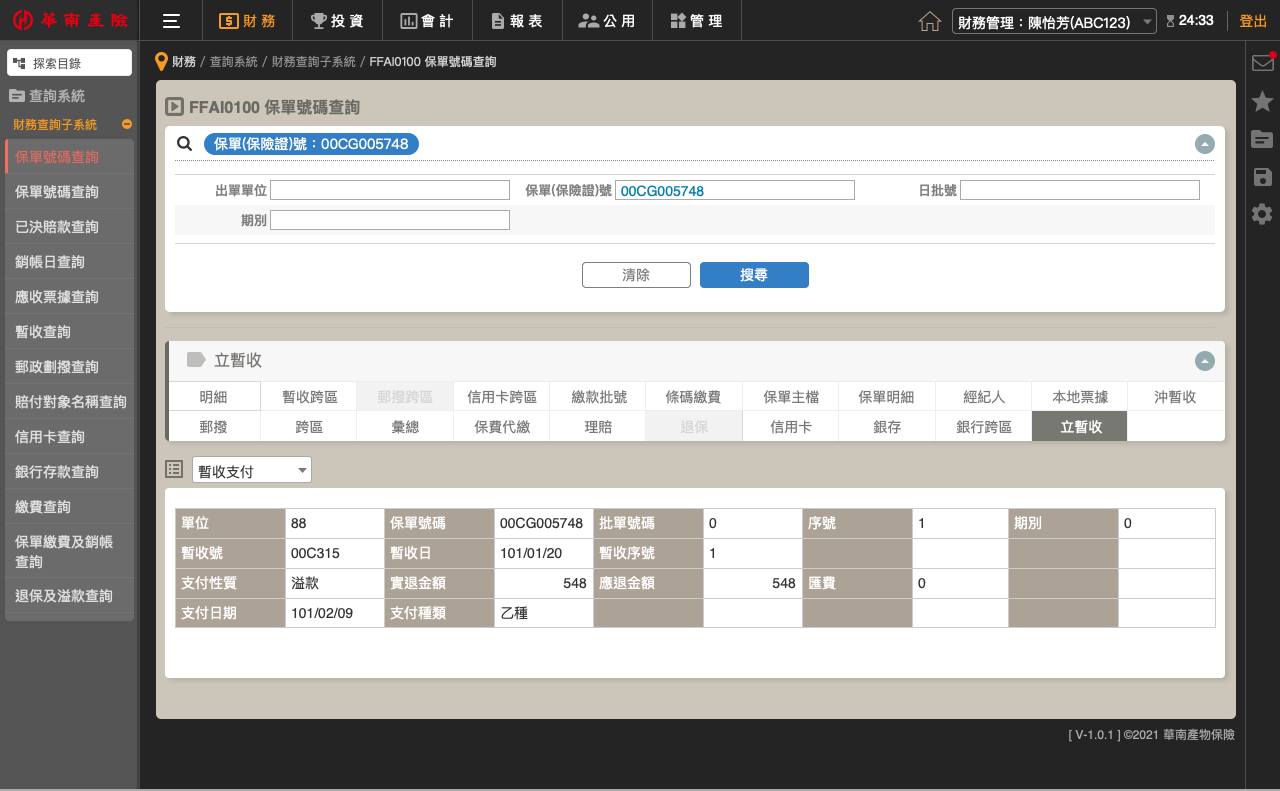 華南產險
財務
投資
會計
報表
公用
管理
財務管理：陳怡芳(ABC123)
24:33
登出
探索目錄
查詢系統
財務查詢子系統
保單號碼查詢
保單號碼查詢
已決賠款查詢
銷帳日查詢
應收票據查詢
暫收查詢
郵政劃撥查詢
賠付對象名稱查詢
信用卡查詢
銀行存款查詢
繳費查詢
保單繳費及銷帳
查詢
退保及溢款查詢
財務 / 查詢系統 / 財務查詢子系統 / FFAI0100 保單號碼查詢
FFAI0100 保單號碼查詢
保單(保險證)號：00CG005748
出單單位 保單(保險證)號 00CG005748 日批號
期別
清除 搜尋
立暫收
明細 暫收跨區 郵撥跨區 信用卡跨區 繳款批號 條碼繳費 保單主檔 保單明細 經紀人 本地票據 沖暫收
郵撥 跨區 彙總 保費代繳 理賠 退保 信用卡 銀存 銀行跨區 立暫收
暫收支付
單位 88 保單號碼 00CG005748 批單號碼 0 序號 1 期別 0
暫收號 00C315 暫收日 101/01/20 暫收序號 1
支付性質 溢款 實退金額 548 應退金額 548 匯費 0
支付日期 101/02/09 支付種類 乙種
[ V-1.0.1 ] ©2021 華南產物保險